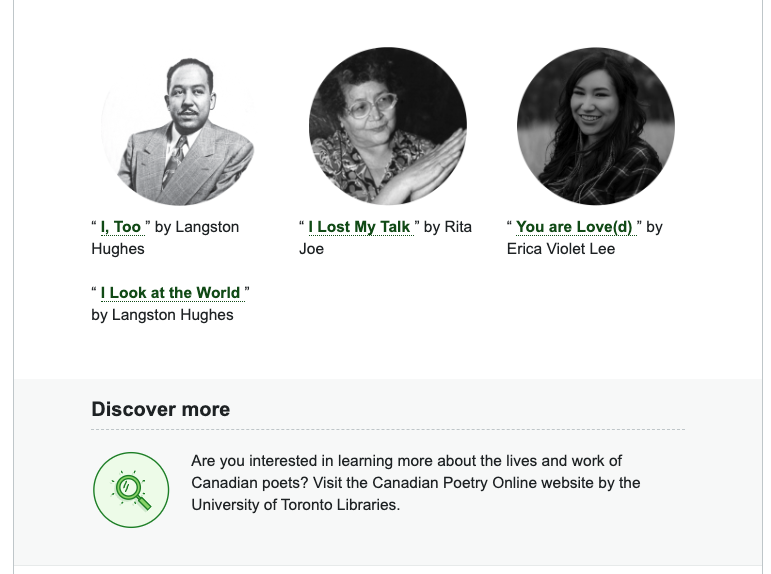 “ I, Too ” by Langston
Hughes
“ I Look at the World ”
by Langston Hughes
“ I Lost My Talk ” by Rita
Joe
“ You are Love(d) ” by
Erica Violet Lee
Discover more
Are you interested in learning more about the lives and work of
Canadian poets? Visit the Canadian Poetry Online website by the
University of Toronto Libraries.